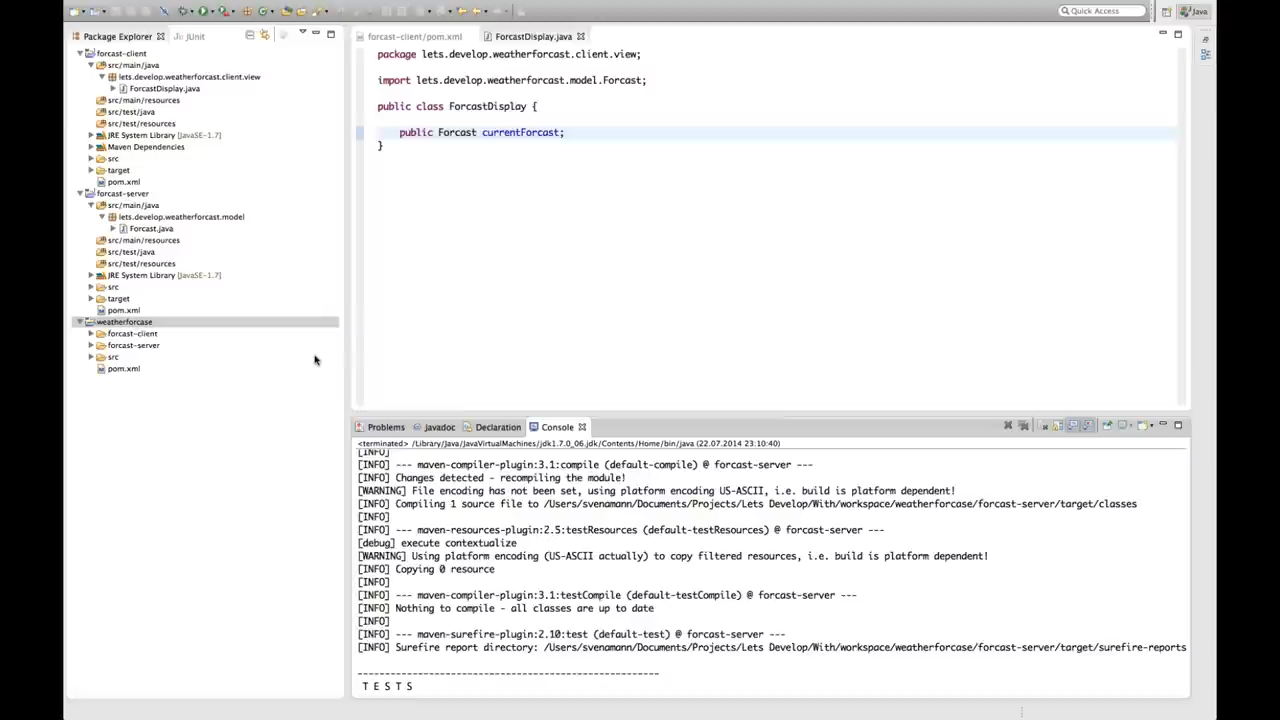 Quick Access
Java
Package Explorer
JUnit
forcast-client
src/main/java
lets.develop.weatherforcast.client.view
ForcastDisplay.java
src/main/resources
src/test/java
src/test/resources
JRE System Library [JavaSE-1.7]
Maven Dependencies
src
target
pom.xml
forcast-server
src/main/java
lets.develop.weatherforcast.model
Forcast.java
src/main/resources
src/test/java
src/test/resources
JRE System Library [JavaSE-1.7]
src
target
pom.xml
weatherforcase
forcast-client
forcast-server
src
pom.xml
forcast-client/pom.xml
ForcastDisplay.java
package lets.develop.weatherforcast.client.view;
import lets.develop.weatherforcast.model.Forcast;
public class ForcastDisplay {
public Forcast currentForcast;
}
Problems
Javadoc
Declaration
Console
<terminated> /Library/Java/JavaVirtualMachines/jdk1.7.0_06.jdk/Contents/Home/bin/java (22.07.2014 23:10:40)
[INFO]
[INFO] --- maven-compiler-plugin:3.1:compile (default-compile) @ forcast-server ---
[INFO] Changes detected - recompiling the module!
[WARNING] File encoding has not been set, using platform encoding US-ASCII, i.e. build is platform dependent!
[INFO] Compiling 1 source file to /Users/svenamann/Documents/Projects/Lets Develop/With/workspace/weatherforcase/forcast-server/target/classes
[INFO]
[INFO] --- maven-resources-plugin:2.5:testResources (default-testResources) @ forcast-server ---
[debug] execute contextualize
[WARNING] Using platform encoding (US-ASCII actually) to copy filtered resources, i.e. build is platform dependent!
[INFO] Copying 0 resource
[INFO]
[INFO] --- maven-compiler-plugin:3.1:testCompile (default-testCompile) @ forcast-server ---
[INFO] Nothing to compile - all classes are up to date
[INFO]
[INFO] --- maven-surefire-plugin:2.10:test (default-test) @ forcast-server ---
[INFO] Surefire report directory: /Users/svenamann/Documents/Projects/Lets Develop/With/workspace/weatherforcase/forcast-server/target/surefire-reports
-------------------------------------------------------
T E S T S